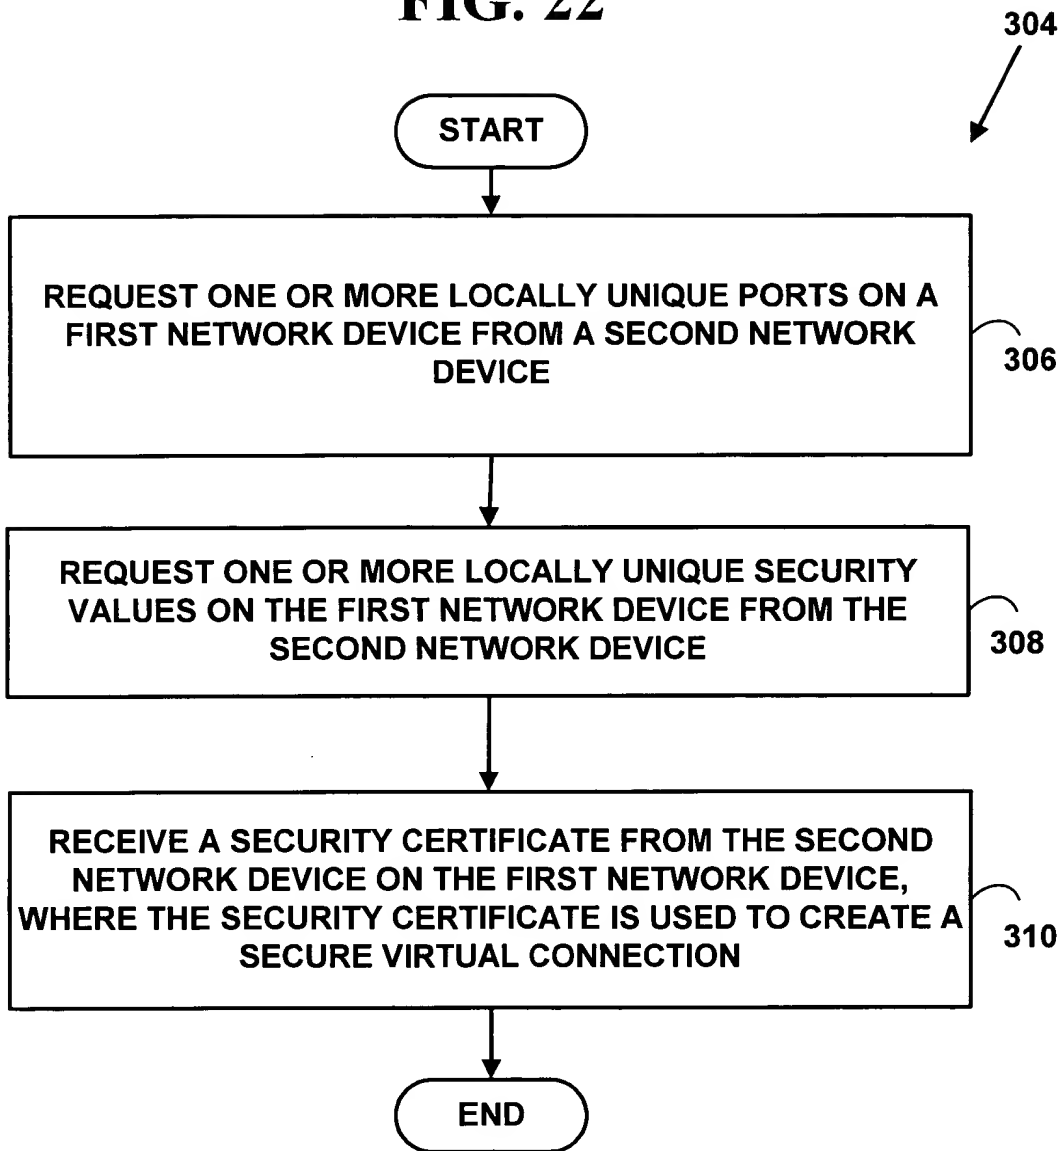 FIG. 22
304
START
REQUEST ONE OR MORE LOCALLY UNIQUE PORTS ON A
FIRST NETWORK DEVICE FROM A SECOND NETWORK
DEVICE
306
REQUEST ONE OR MORE LOCALLY UNIQUE SECURITY
VALUES ON THE FIRST NETWORK DEVICE FROM THE
SECOND NETWORK DEVICE
308
RECEIVE A SECURITY CERTIFICATE FROM THE SECOND
NETWORK DEVICE ON THE FIRST NETWORK DEVICE,
WHERE THE SECURITY CERTIFICATE IS USED TO CREATE A
SECURE VIRTUAL CONNECTION
310
END